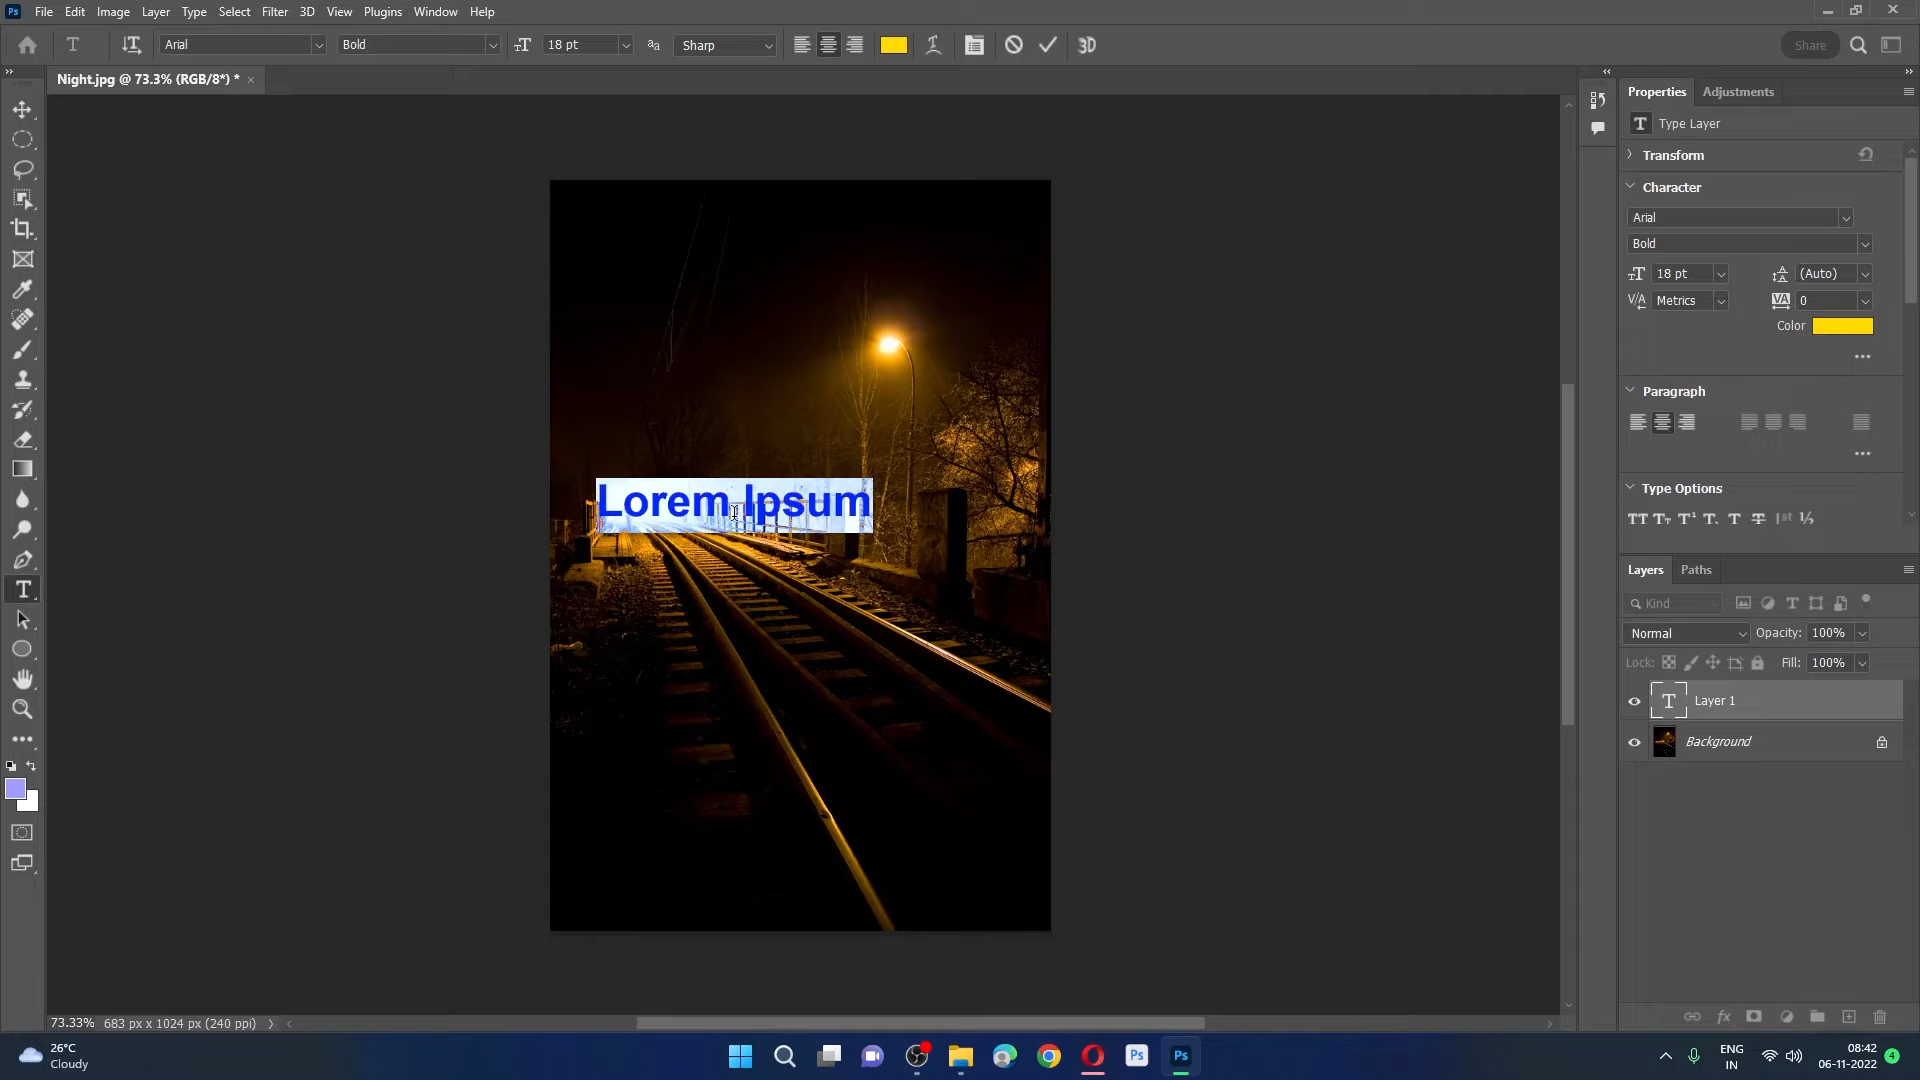 Ps File Edit Image Layer Type Select Filter 3D View Plugins Window Help
T Arial Bold 18 pt Sharp 3D Share
Night.jpg @ 73.3% (RGB/8*) *
Properties Adjustments
Type Layer
Transform
Character
Arial
Bold
18 pt (Auto)
Metrics 0
Color
Paragraph
Type Options
Lorem Ipsum
Layers Paths
Kind
Normal Opacity: 100%
Lock: Fill: 100%
Layer 1
Background
73.33% 683 px x 1024 px (240 ppi)
26°C
Cloudy
Ps
Ps
ENG
IN
08:42
06-11-2022
4